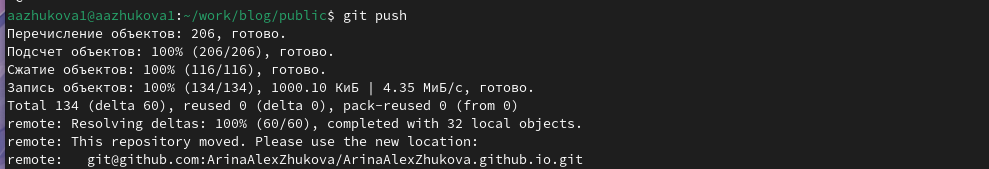 aazhukova1@aazhukova1:~/work/blog/public$ git push
Перечисление объектов: 206, готово.
Подсчет объектов: 100% (206/206), готово.
Сжатие объектов: 100% (116/116), готово.
Запись объектов: 100% (134/134), 1000.10 КиБ | 4.35 МиБ/с, готово.
Total 134 (delta 60), reused 0 (delta 0), pack-reused 0 (from 0)
remote: Resolving deltas: 100% (60/60), completed with 32 local objects.
remote: This repository moved. Please use the new location:
remote:   git@github.com:ArinaAlexZhukova/ArinaAlexZhukova.github.io.git